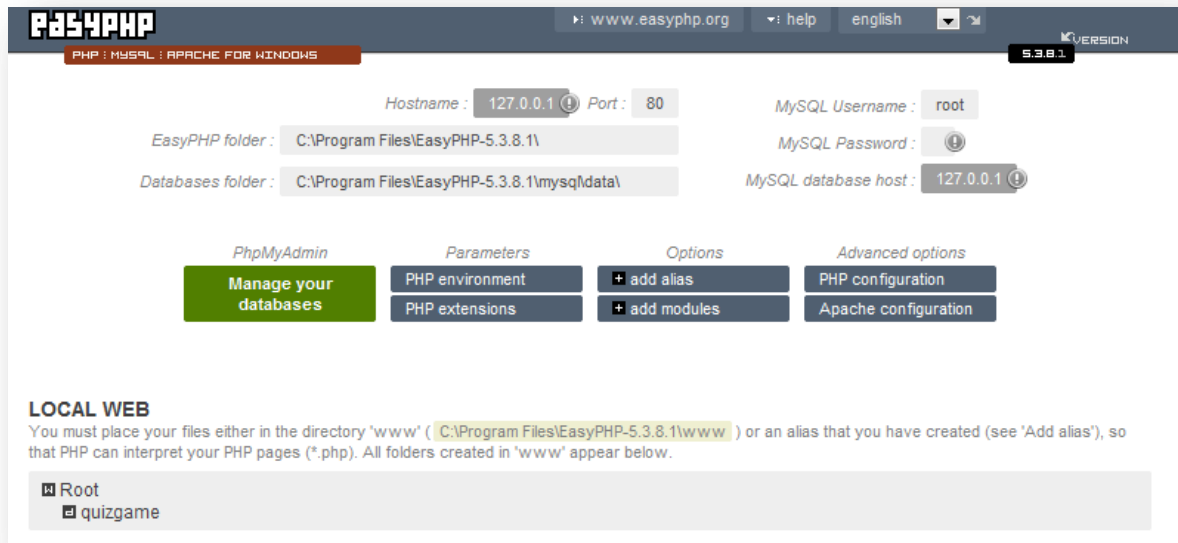 EASYPHP
www.easyphp.org help english
VERSION
PHP : MYSQL : APACHE FOR WINDOWS
5.3.8.1
Hostname : 127.0.0.1 Port : 80
MySQL Username : root
EasyPHP folder : C:\Program Files\EasyPHP-5.3.8.1\
MySQL Password :
Databases folder : C:\Program Files\EasyPHP-5.3.8.1\mysql\data\
MySQL database host : 127.0.0.1
PhpMyAdmin Parameters Options Advanced options
Manage your
databases
PHP environment + add alias PHP configuration
PHP extensions + add modules Apache configuration
LOCAL WEB
You must place your files either in the directory 'www' ( C:\Program Files\EasyPHP-5.3.8.1\www ) or an alias that you have created (see 'Add alias'), so
that PHP can interpret your PHP pages (*.php). All folders created in 'www' appear below.
Root
quizgame